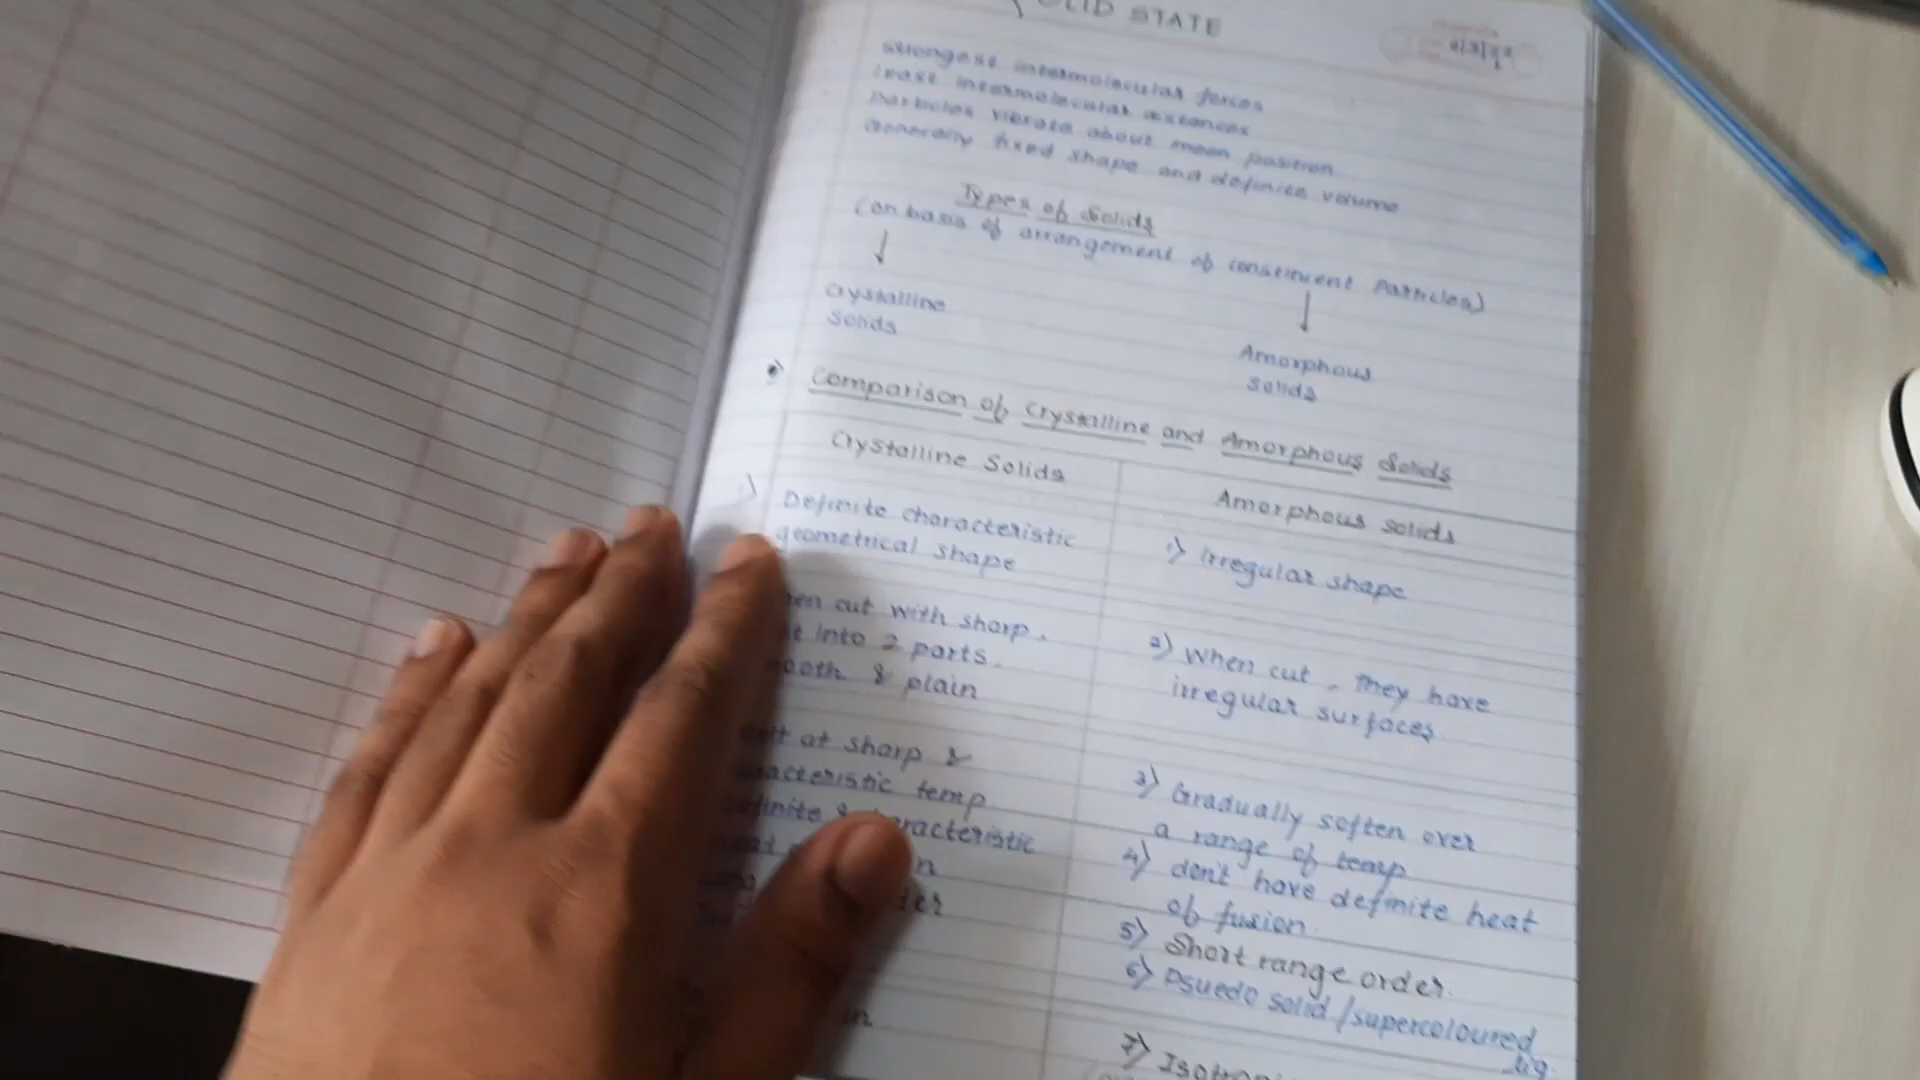 SOLID STATE
strongest intermolecular forces
least intermolecular distances
Particles vibrate about mean position
Generally fixed shape and definite volume
Types of Solids
(on basis of arrangement of constituent Particles)
Crystalline
Solids
Amorphous
Solids
Comparison of Crystalline and Amorphous Solids
Crystalline Solids
1) Definite characteristic
geometrical shape
cut with sharp,
into 2 parts.
& plain
at sharp &
temp
&
Amorphous solids
1) Irregular shape
2) When cut, They have
irregular surfaces
3) Gradually soften over
a range of temp
4) don't have definite heat
of fusion.
5) Short range order.
6) Psuedo solid / supercoloured
liq.
7)